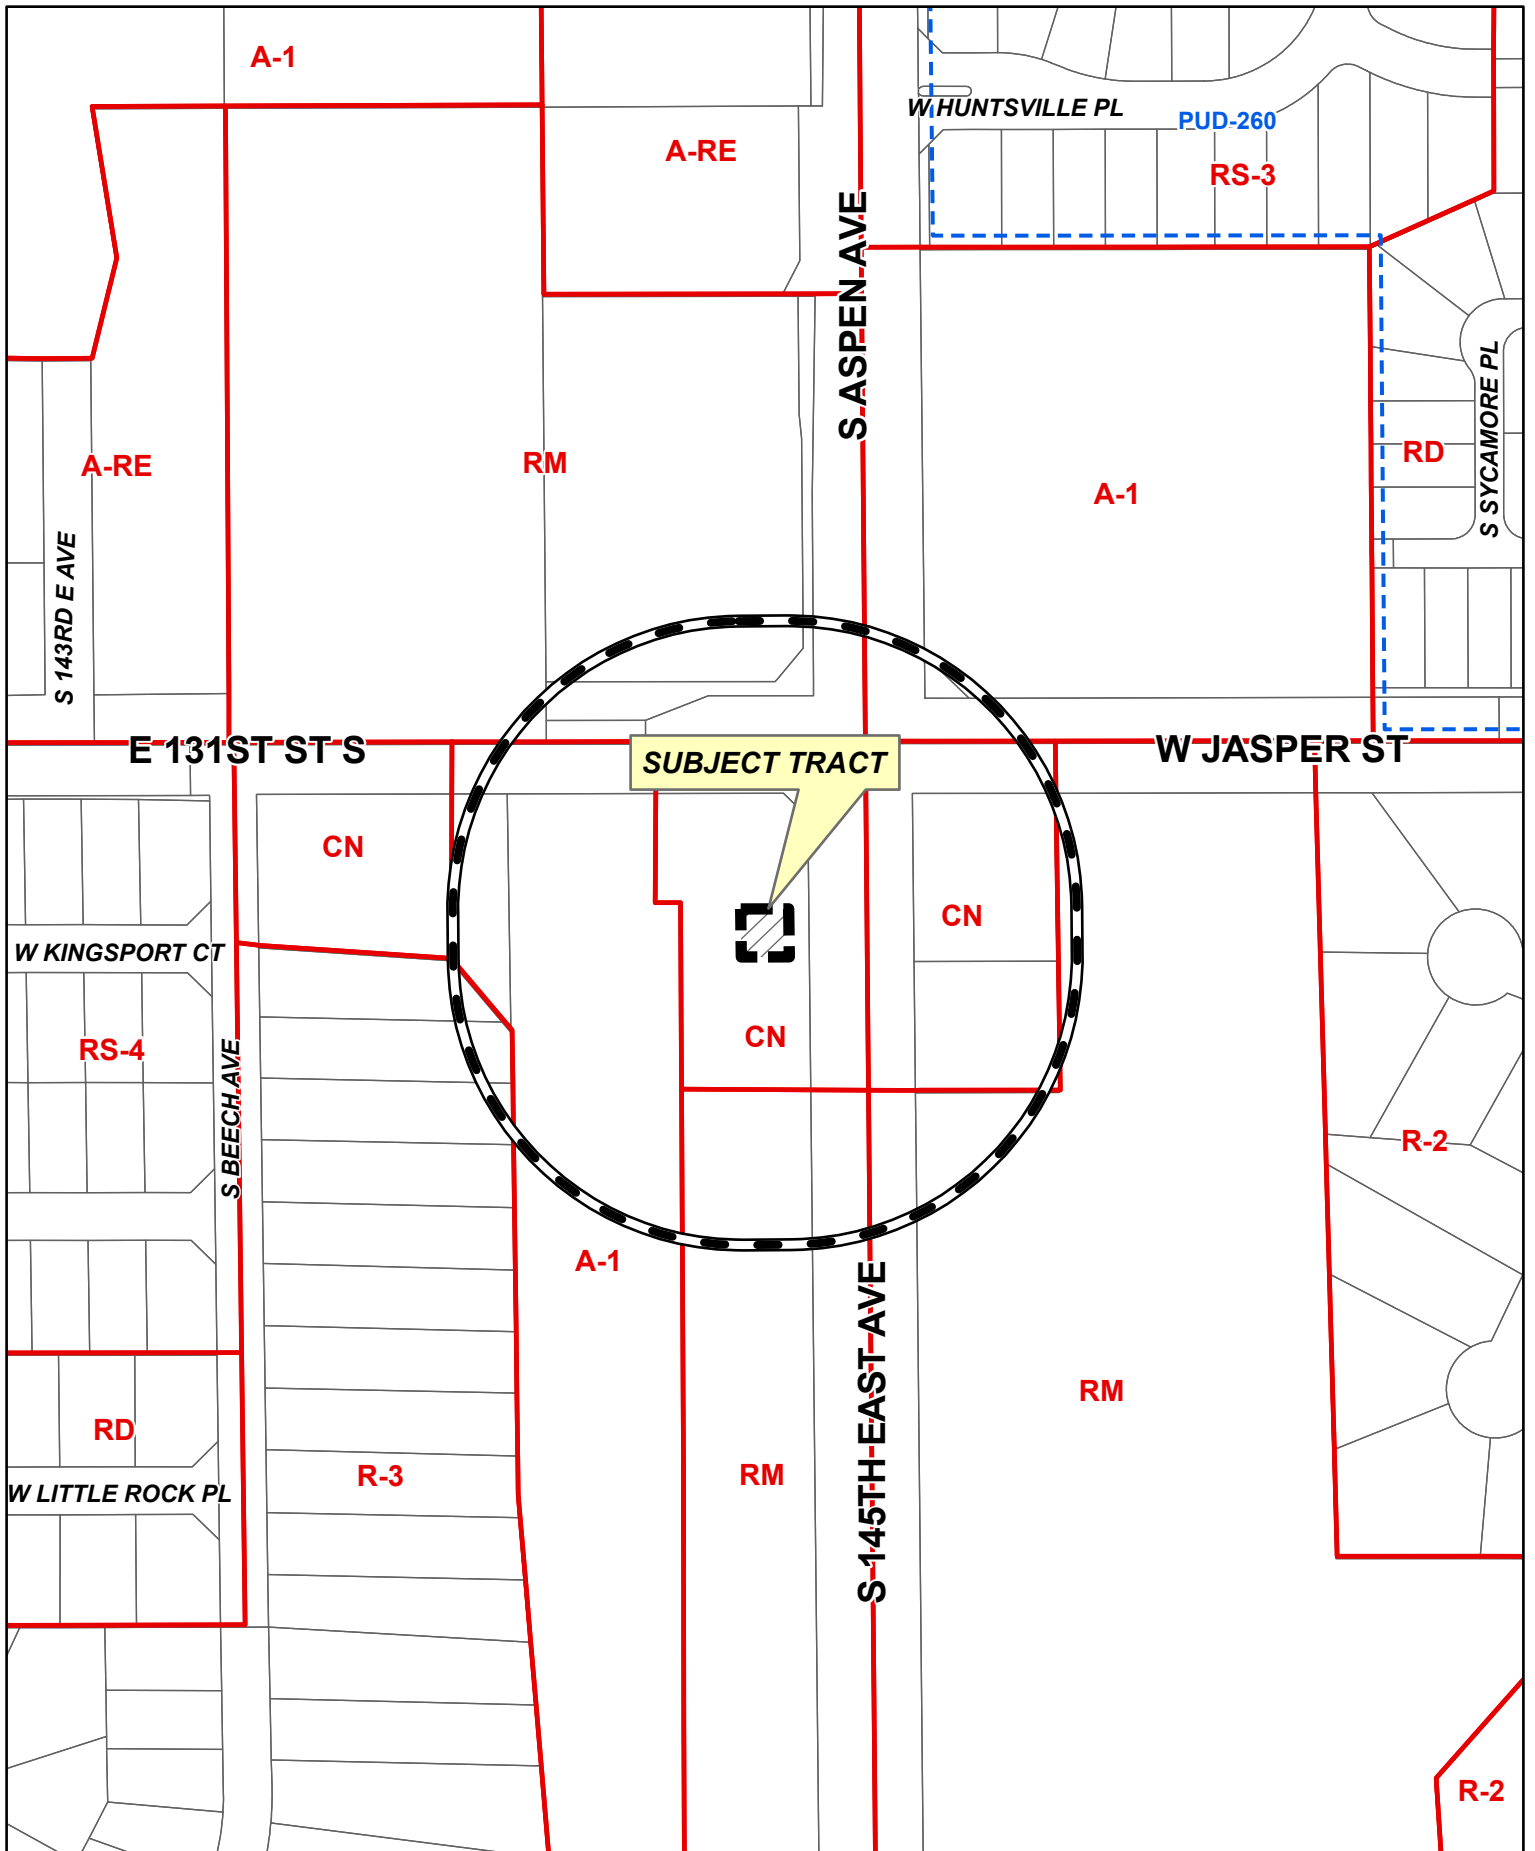 A-1
W HUNTSVILLE PL
PUD-260
A-RE
RS-3
S ASPEN AVE
S SYCAMORE PL
A-RE
RM
RD
A-1
S 143RD E AVE
E 131ST ST S
W JASPER ST
SUBJECT TRACT
CN
CN
W KINGSPORT CT
CN
RS-4
S BEECH AVE
R-2
A-1
S 145TH EAST AVE
RM
RD
R-3
RM
W LITTLE ROCK PL
R-2